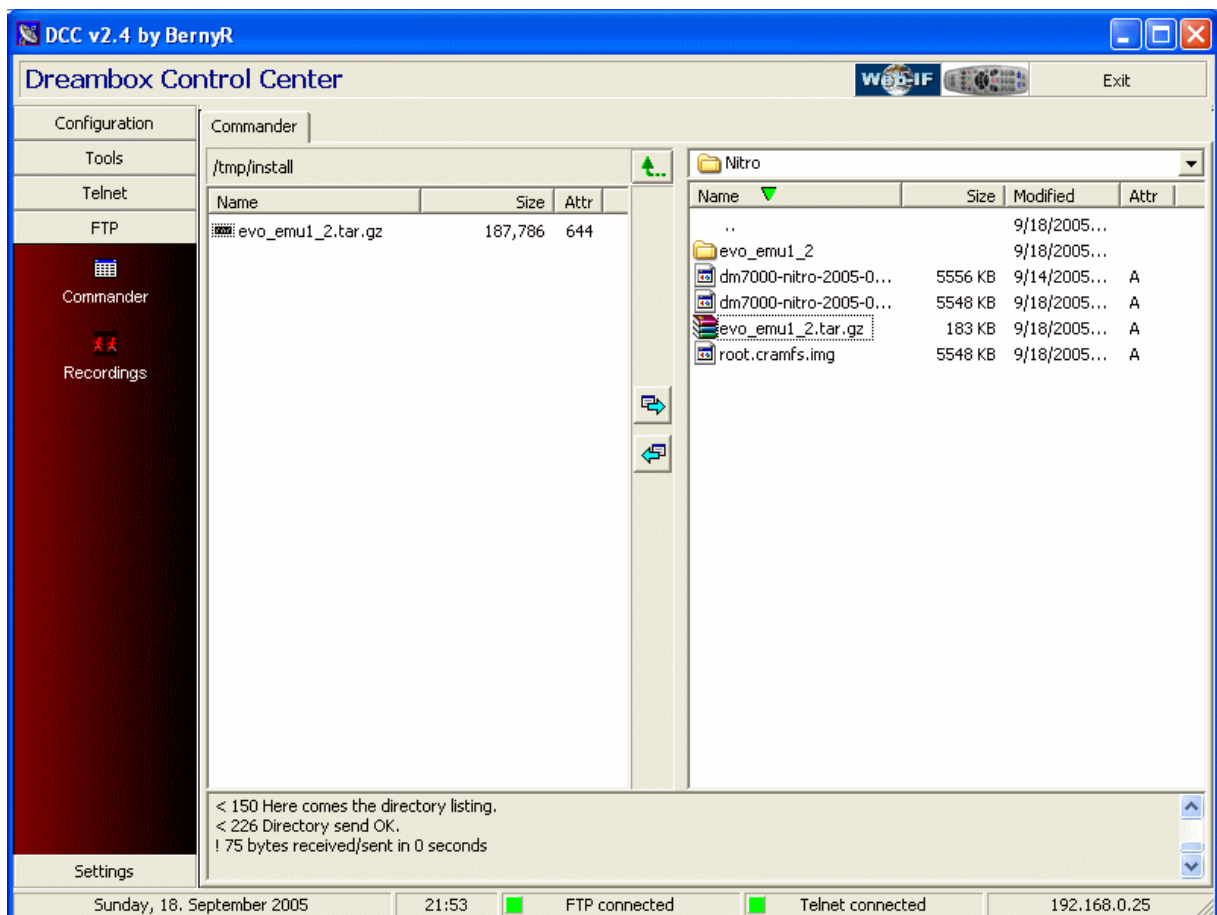 DCC v2.4 by BernyR
Dreambox Control Center
Web-IF
Exit
Configuration
Tools
Telnet
FTP
Commander
Recordings
Settings
Commander
/tmp/install
Name Size Attr
evo_emu1_2.tar.gz 187,786 644
Nitro
Name Size Modified Attr
.. 9/18/2005...
evo_emu1_2 9/18/2005...
dm7000-nitro-2005-0... 5556 KB 9/14/2005... A
dm7000-nitro-2005-0... 5548 KB 9/18/2005... A
evo_emu1_2.tar.gz 183 KB 9/18/2005... A
root.cramfs.img 5548 KB 9/18/2005... A
< 150 Here comes the directory listing.
< 226 Directory send OK.
! 75 bytes received/sent in 0 seconds
Sunday, 18. September 2005 21:53 FTP connected Telnet connected 192.168.0.25